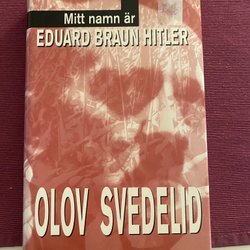 Mitt namn är
EDUARD BRAUN HITLER
OLOV SVEDELID